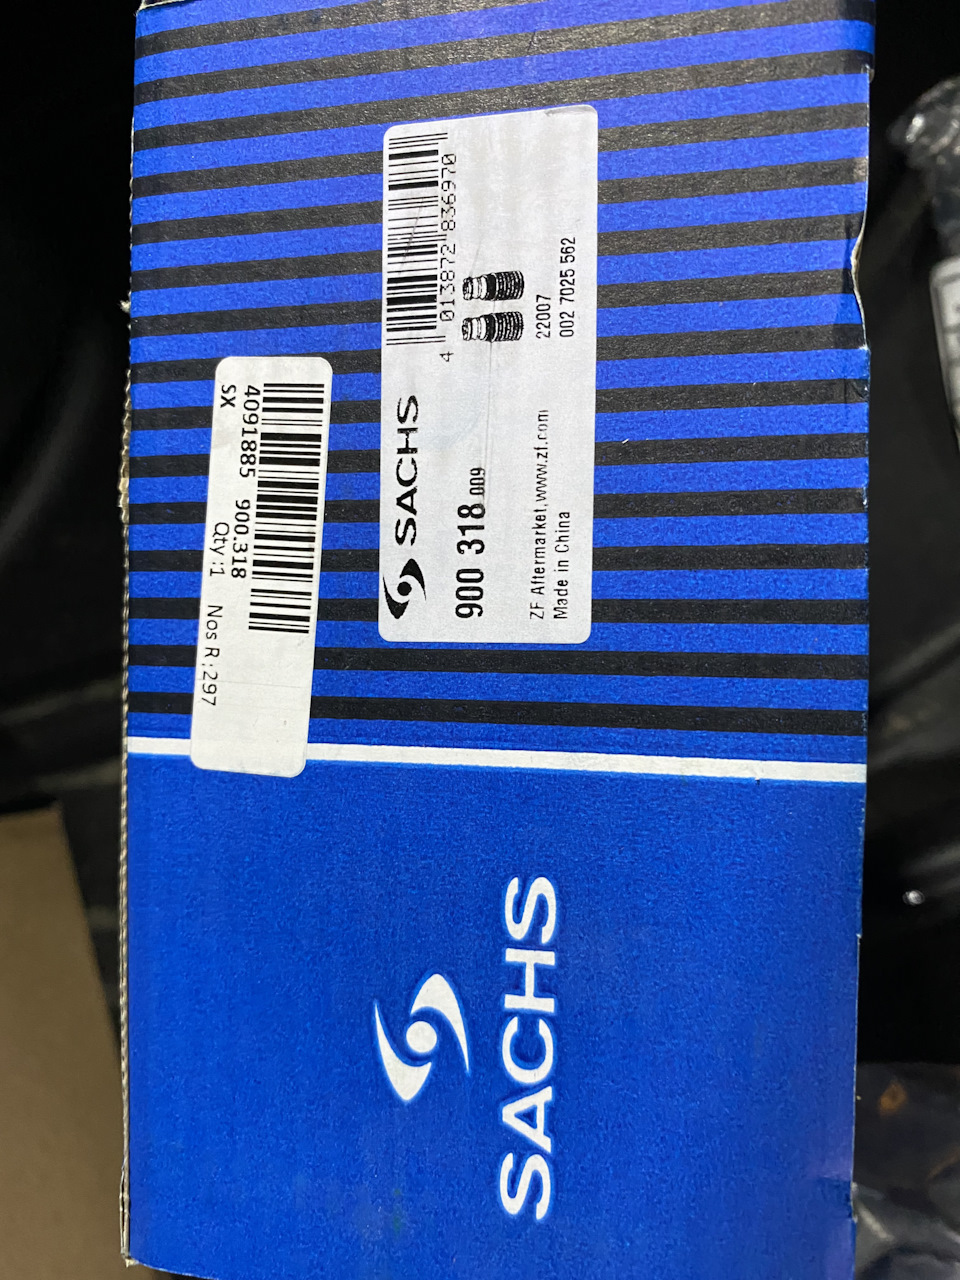 4 013872 836970
SACHS
900 318 009
22007
002 7025 562
ZF Aftermarket,www.zf.com
Made in China
4091885 900.318
SX
Qty:1 Nos R:297
SACHS